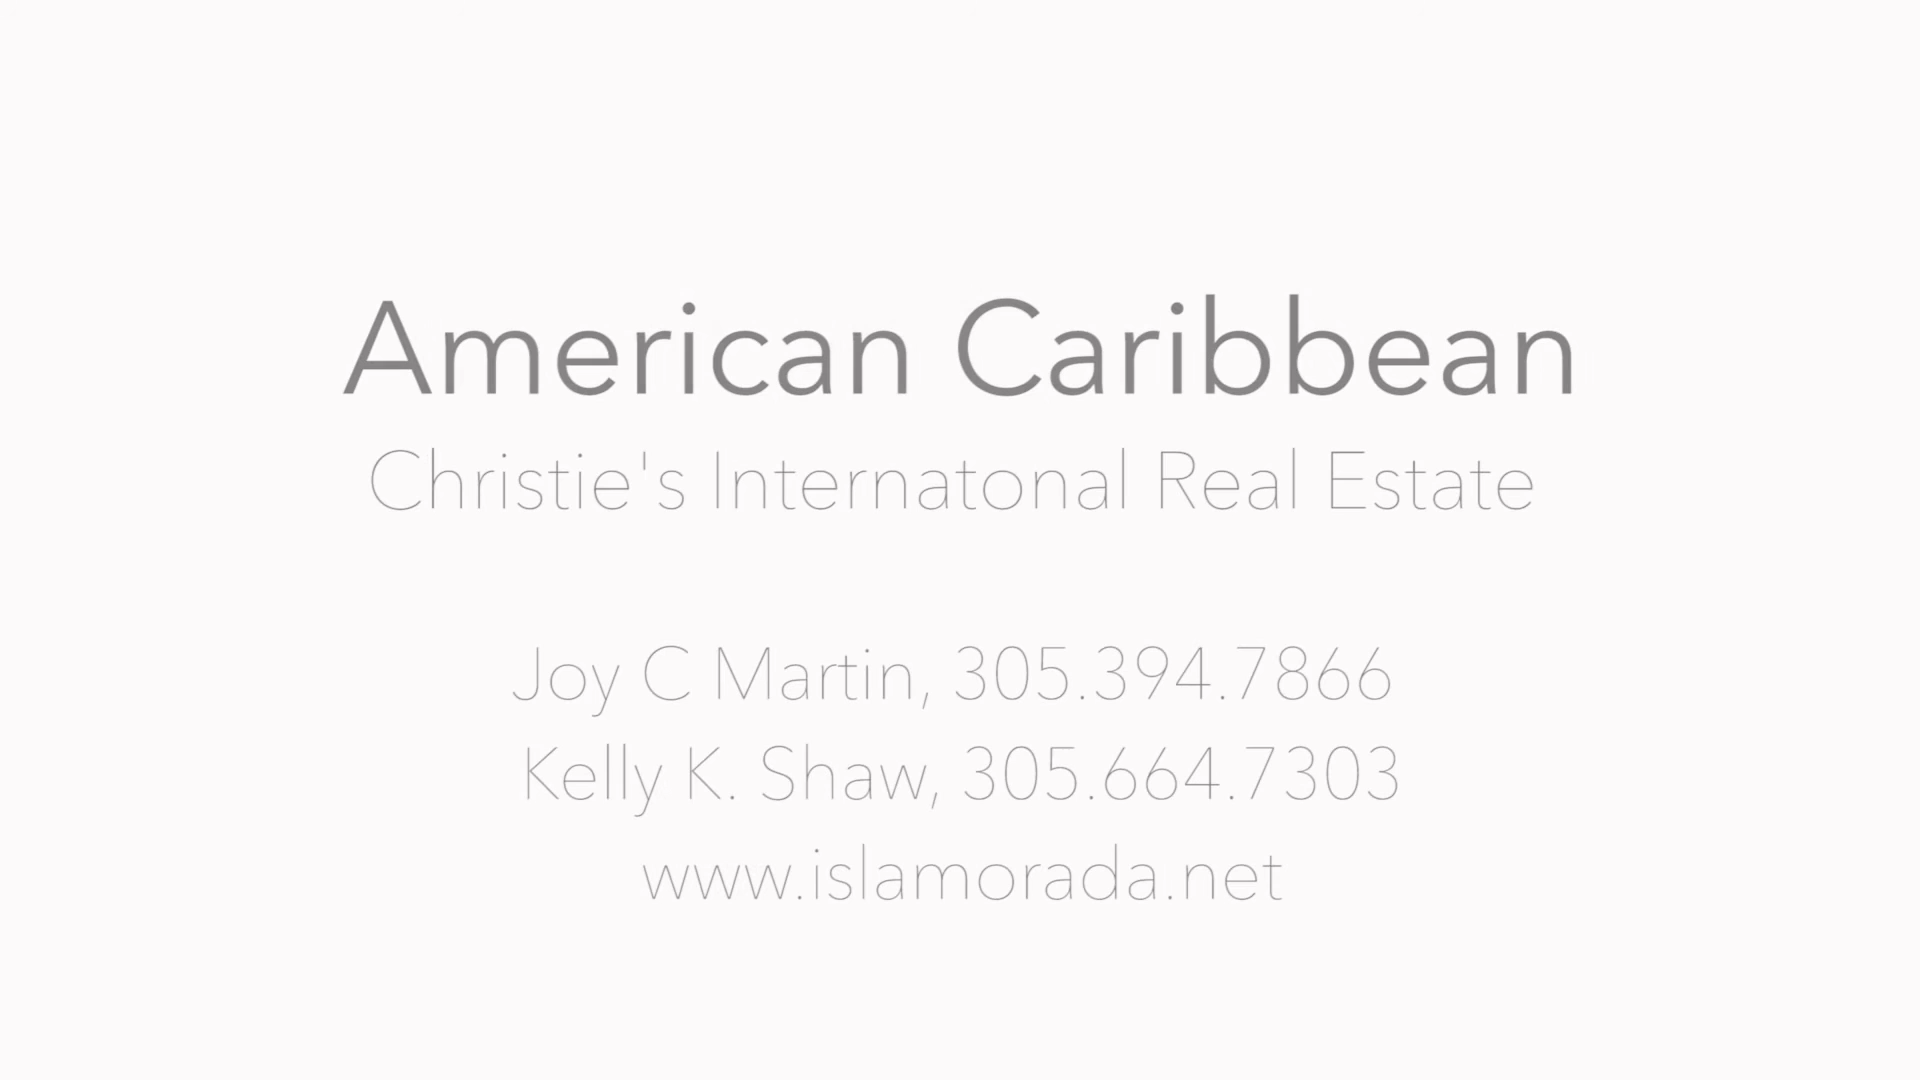 American Caribbean
Christie's Internatonal Real Estate
Joy C Martin, 305.394.7866
Kelly K. Shaw, 305.664.7303
www.islamorada.net